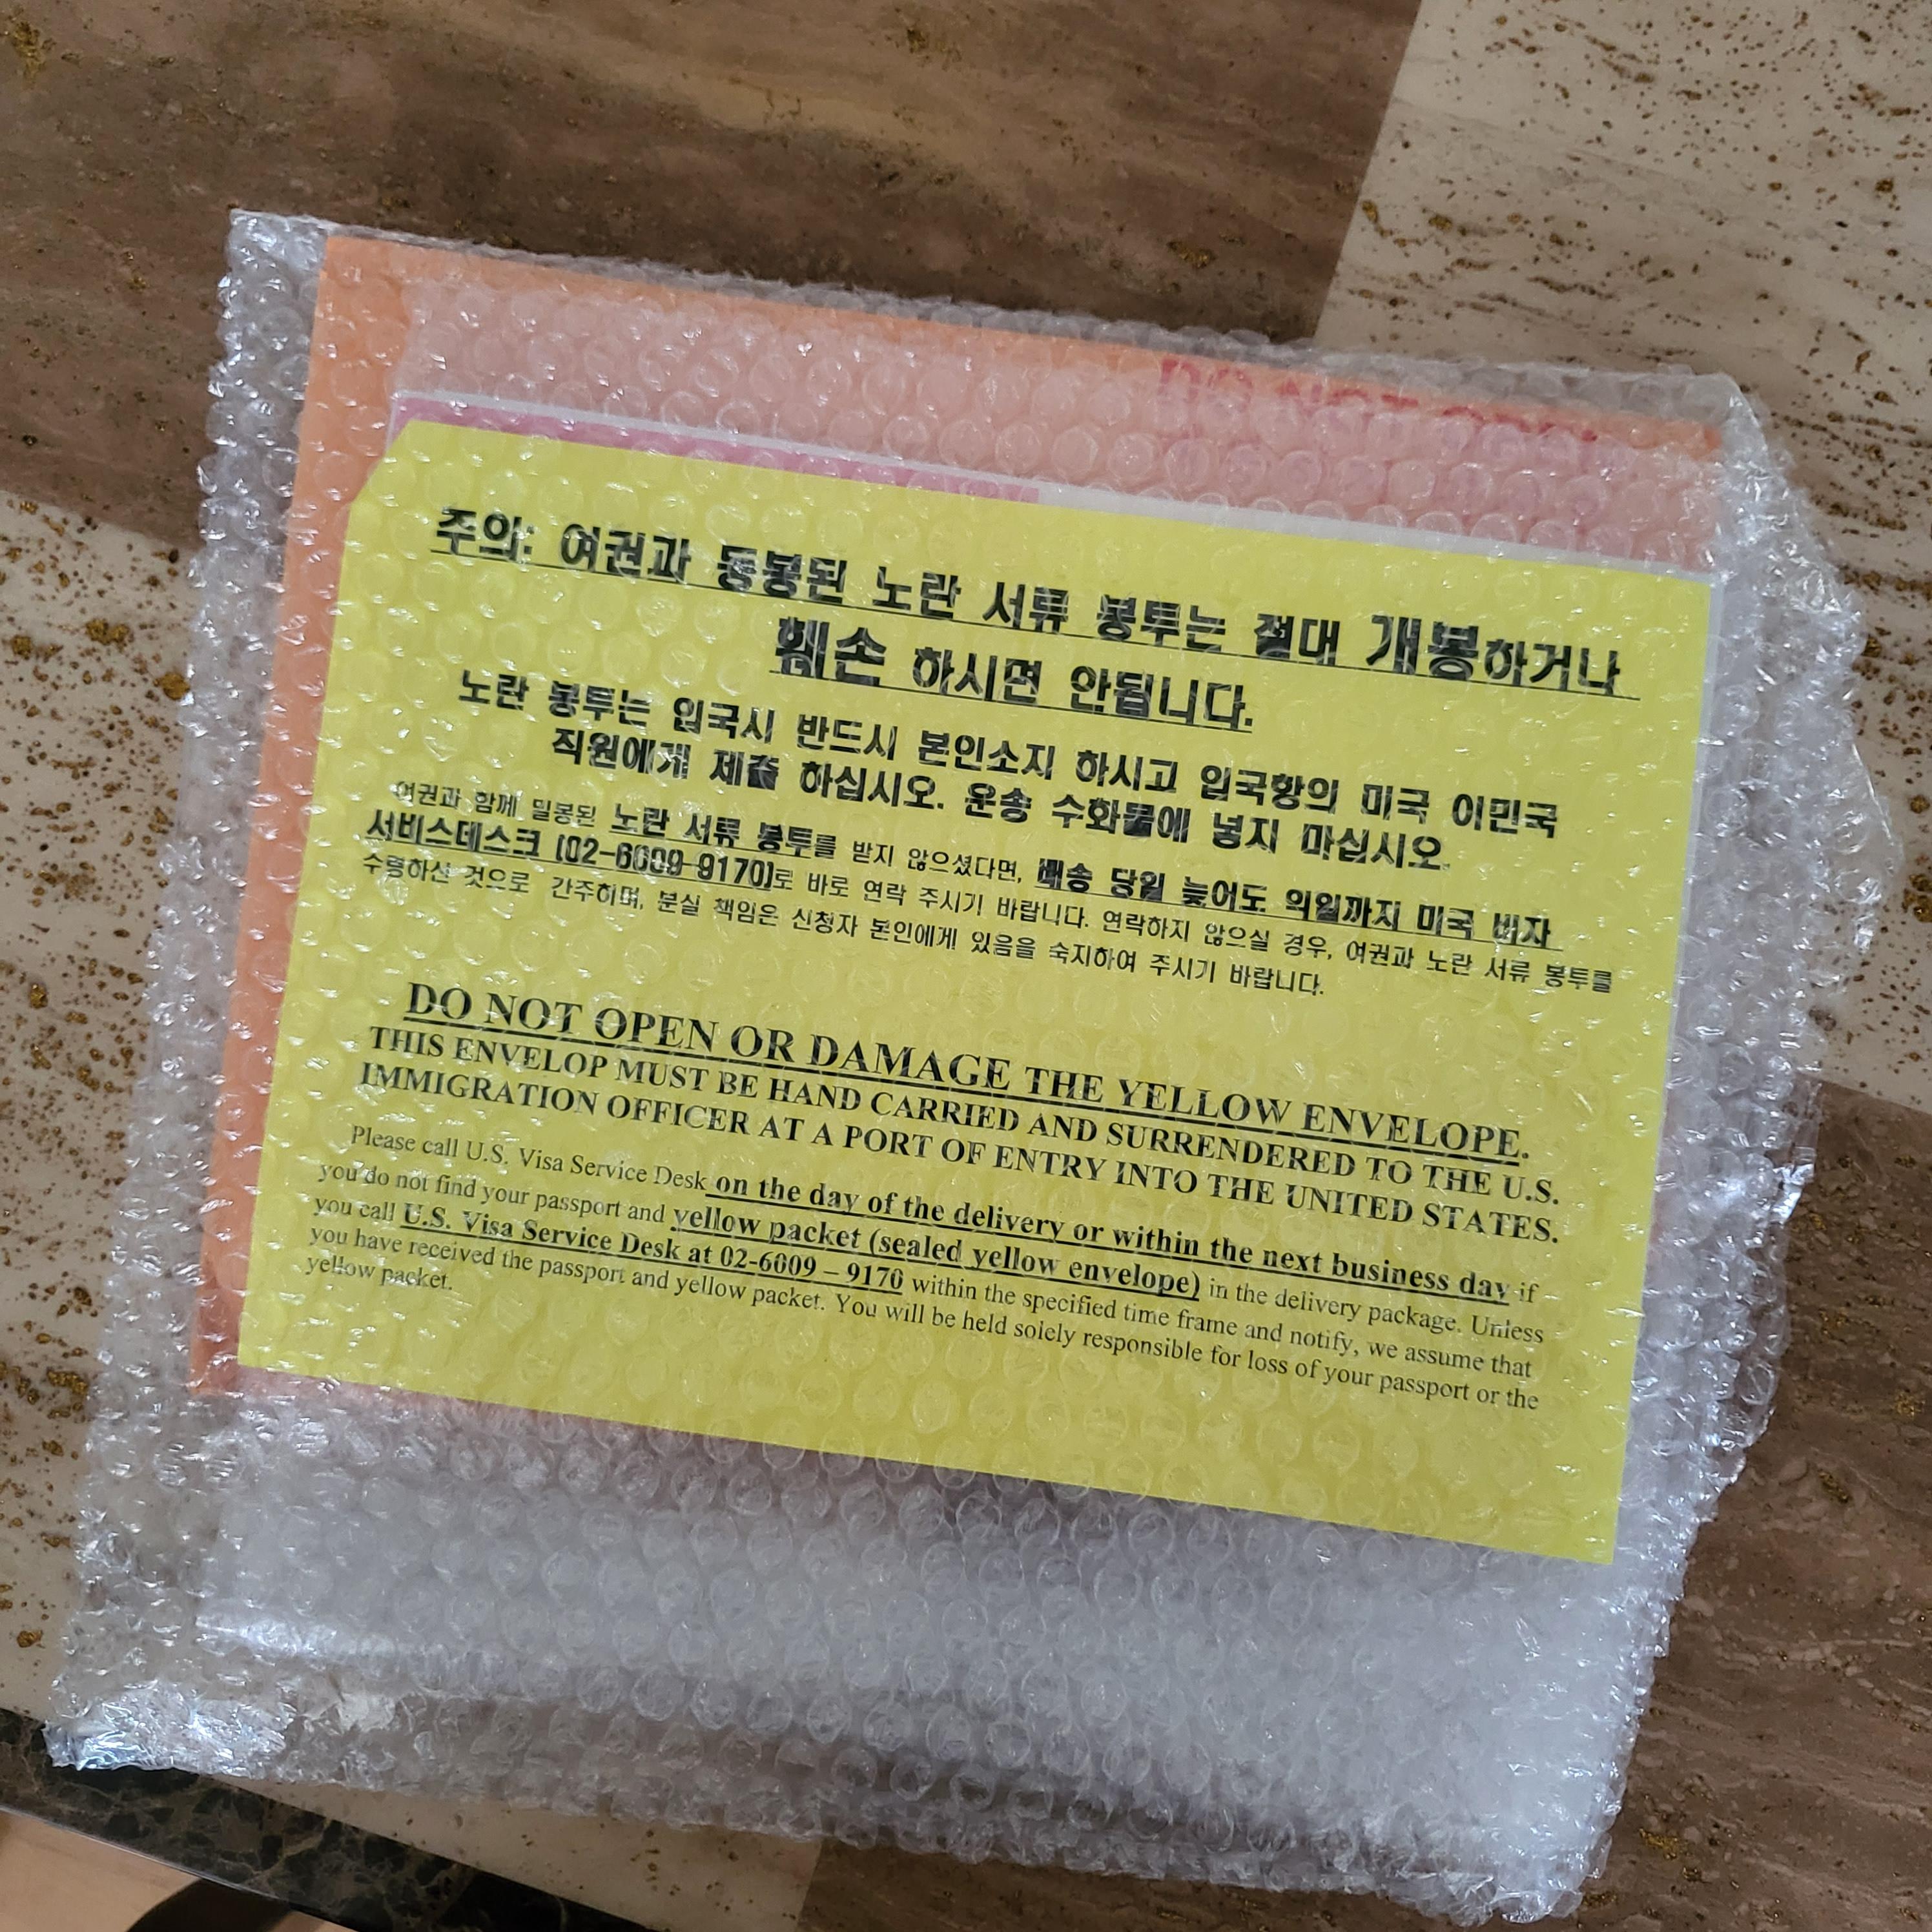 DO NOT OPEN
주의: 여권과 동봉된 노란 서류 봉투는 절대 개봉하거나
훼손 하시면 안됩니다.
노란 봉투는 입국시 반드시 본인소지 하시고 입국항의 미국 이민국
직원에게 제출 하십시오. 운송 수화물에 넣지 마십시오.
여권과 함께 밀봉된 노란 서류 봉투를 받지 않으셨다면, 배송 당일 늦어도 익일까지 미국 비자
서비스데스크 (02-6009-9170)로 바로 연락 주시기 바랍니다. 연락하지 않으실 경우, 여권과 노란 서류 봉투를
수령하신 것으로 간주하며, 분실 책임은 신청자 본인에게 있음을 숙지하여 주시기 바랍니다.
DO NOT OPEN OR DAMAGE THE YELLOW ENVELOPE.
THIS ENVELOP MUST BE HAND CARRIED AND SURRENDERED TO THE U.S.
IMMIGRATION OFFICER AT A PORT OF ENTRY INTO THE UNITED STATES.
Please call U.S. Visa Service Desk on the day of the delivery or within the next business day if
you do not find your passport and yellow packet (sealed yellow envelope) in the delivery package. Unless
you call U.S. Visa Service Desk at 02-6009 – 9170 within the specified time frame and notify, we assume that
you have received the passport and yellow packet. You will be held solely responsible for loss of your passport or the
yellow packet.